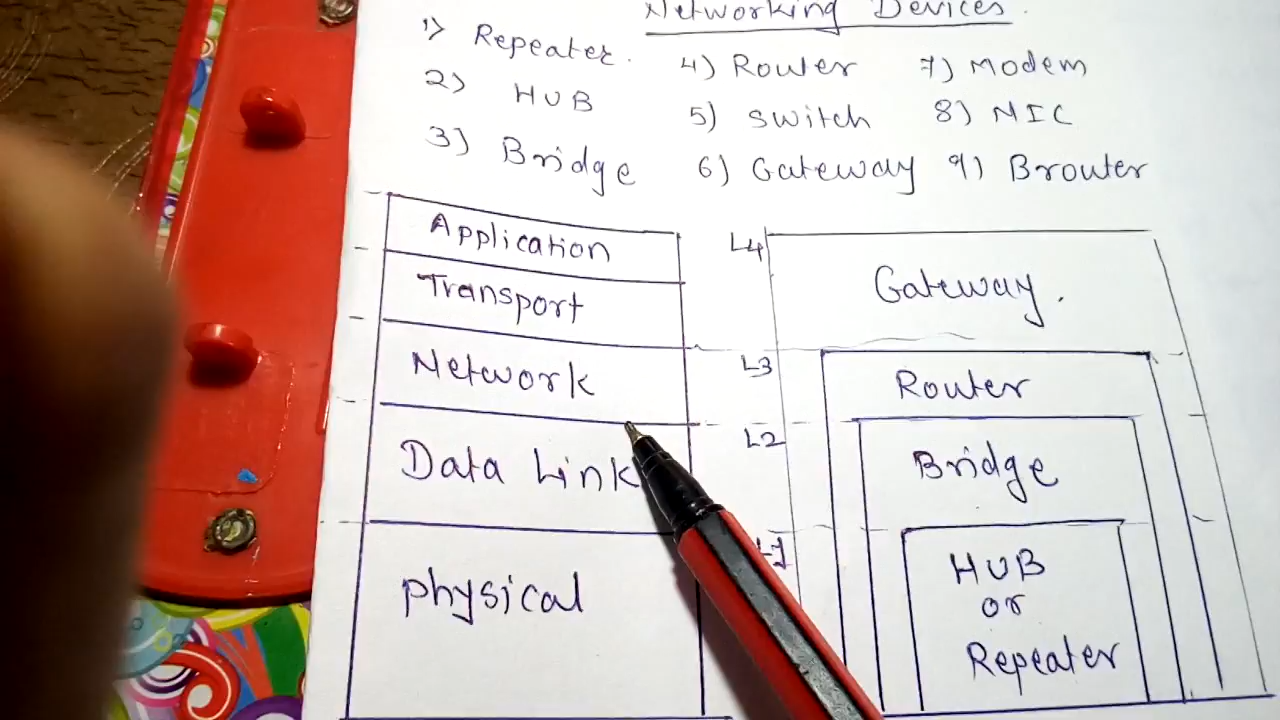 Networking Devices.
1) Repeater. 4) Router 7) Modem
2) HUB 5) Switch 8) NIC
3) Bridge 6) Gateway 9) Brouter
Application
Transport
Network
Data Link
physical
L4 Gateway.
L3 Router
L2 Bridge
L1 HUB
or
Repeater